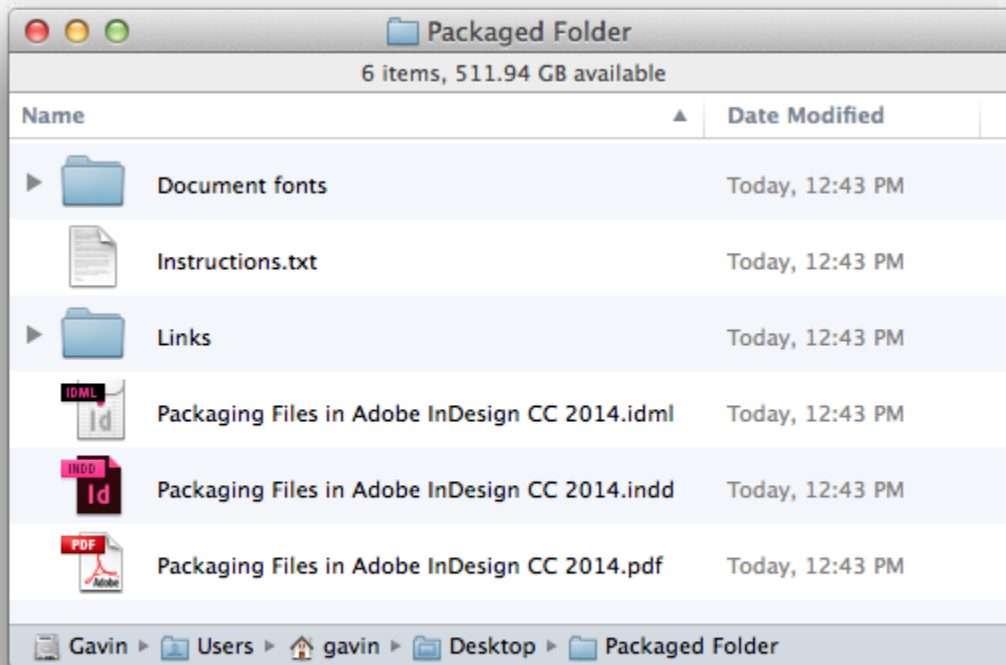 Packaged Folder
6 items, 511.94 GB available
Name Date Modified
Document fonts Today, 12:43 PM
Instructions.txt Today, 12:43 PM
Links Today, 12:43 PM
IDML Id Packaging Files in Adobe InDesign CC 2014.idml Today, 12:43 PM
INDD Id Packaging Files in Adobe InDesign CC 2014.indd Today, 12:43 PM
PDF Adobe Packaging Files in Adobe InDesign CC 2014.pdf Today, 12:43 PM
Gavin Users gavin Desktop Packaged Folder